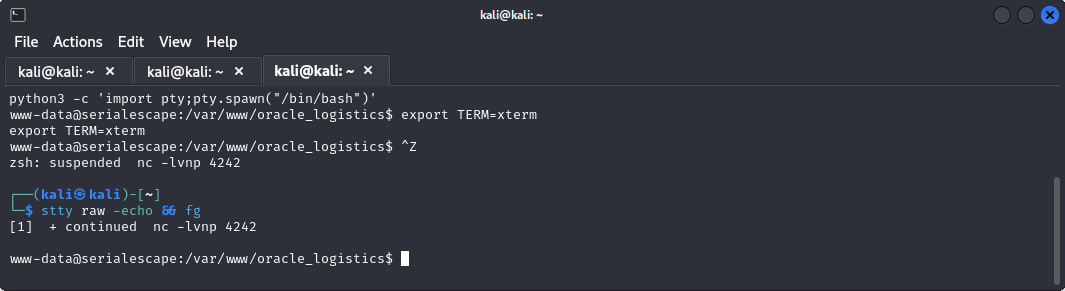 kali@kali: ~
File Actions Edit View Help
kali@kali: ~ × kali@kali: ~ × kali@kali: ~ ×
python3 -c 'import pty;pty.spawn("/bin/bash")'
www-data@serialescape:/var/www/oracle_logistics$ export TERM=xterm
export TERM=xterm
www-data@serialescape:/var/www/oracle_logistics$ ^Z
zsh: suspended  nc -lvnp 4242
┌──(kali㉿kali)-[~]
└─$ stty raw -echo && fg
[1]  + continued  nc -lvnp 4242
www-data@serialescape:/var/www/oracle_logistics$